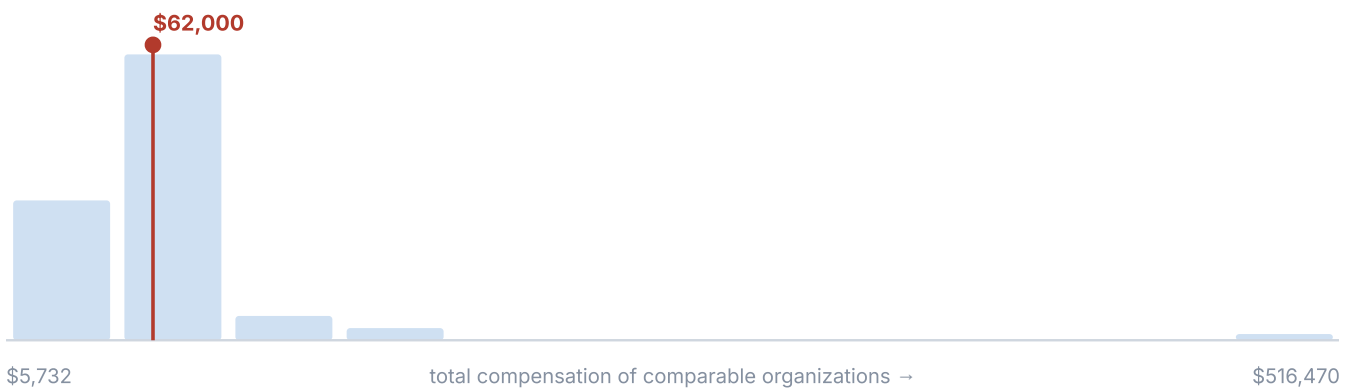 $62,000
$5,732 total compensation of comparable organizations → $516,470